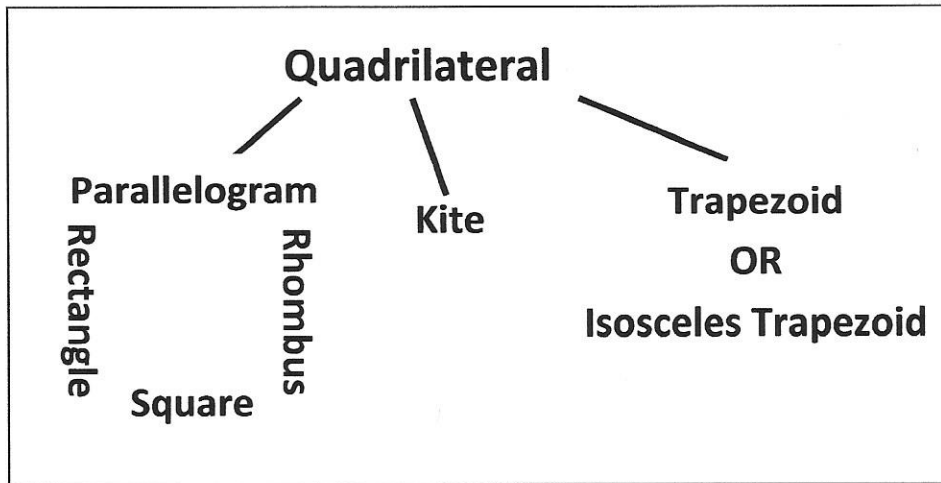 Quadrilateral
Parallelogram
Kite
Trapezoid
OR
Isosceles Trapezoid
Rectangle
Rhombus
Square